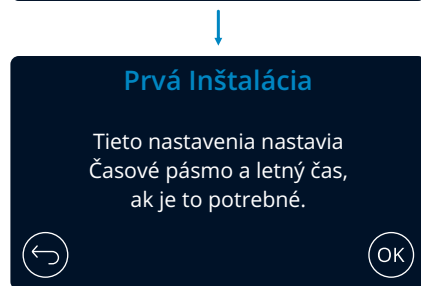 Prvá Inštalácia
Tieto nastavenia nastavia
Časové pásmo a letný čas,
ak je to potrebné.
OK